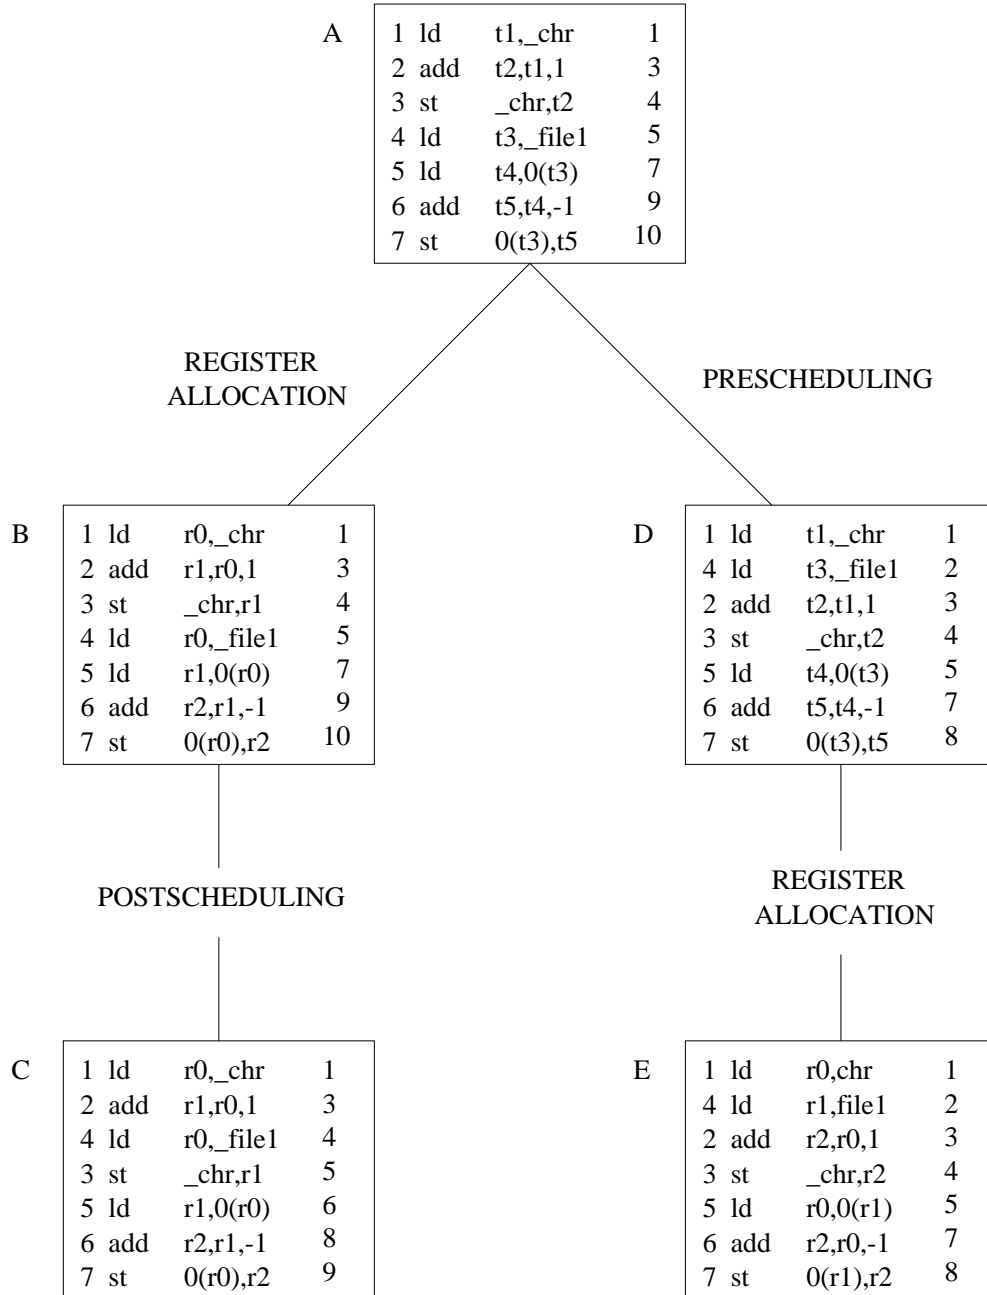 A
1 ld t1,_chr 1
2 add t2,t1,1 3
3 st _chr,t2 4
4 ld t3,_file1 5
5 ld t4,0(t3) 7
6 add t5,t4,-1 9
7 st 0(t3),t5 10
REGISTER
ALLOCATION
PRESCHEDULING
B
1 ld r0,_chr 1
2 add r1,r0,1 3
3 st _chr,r1 4
4 ld r0,_file1 5
5 ld r1,0(r0) 7
6 add r2,r1,-1 9
7 st 0(r0),r2 10
D
1 ld t1,_chr 1
4 ld t3,_file1 2
2 add t2,t1,1 3
3 st _chr,t2 4
5 ld t4,0(t3) 5
6 add t5,t4,-1 7
7 st 0(t3),t5 8
POSTSCHEDULING
REGISTER
ALLOCATION
C
1 ld r0,_chr 1
2 add r1,r0,1 3
4 ld r0,_file1 4
3 st _chr,r1 5
5 ld r1,0(r0) 6
6 add r2,r1,-1 8
7 st 0(r0),r2 9
E
1 ld r0,chr 1
4 ld r1,file1 2
2 add r2,r0,1 3
3 st _chr,r2 4
5 ld r0,0(r1) 5
6 add r2,r0,-1 7
7 st 0(r1),r2 8